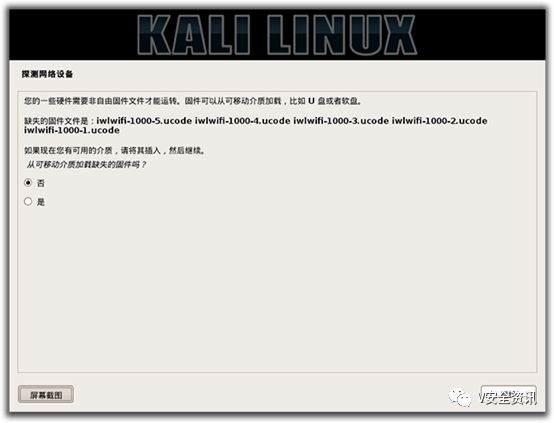 KALI LINUX
探测网络设备
您的一些硬件需要非自由固件文件才能运转。固件可以从可移动介质加载，比如 U 盘或者软盘。
缺失的固件文件是：iwlwifi-1000-5.ucode iwlwifi-1000-4.ucode iwlwifi-1000-3.ucode iwlwifi-1000-2.ucode
iwlwifi-1000-1.ucode
如果现在您有可用的介质，请将其插入，然后继续。
从可移动介质加载缺失的固件吗？
否
是
屏幕截图
V安全资讯